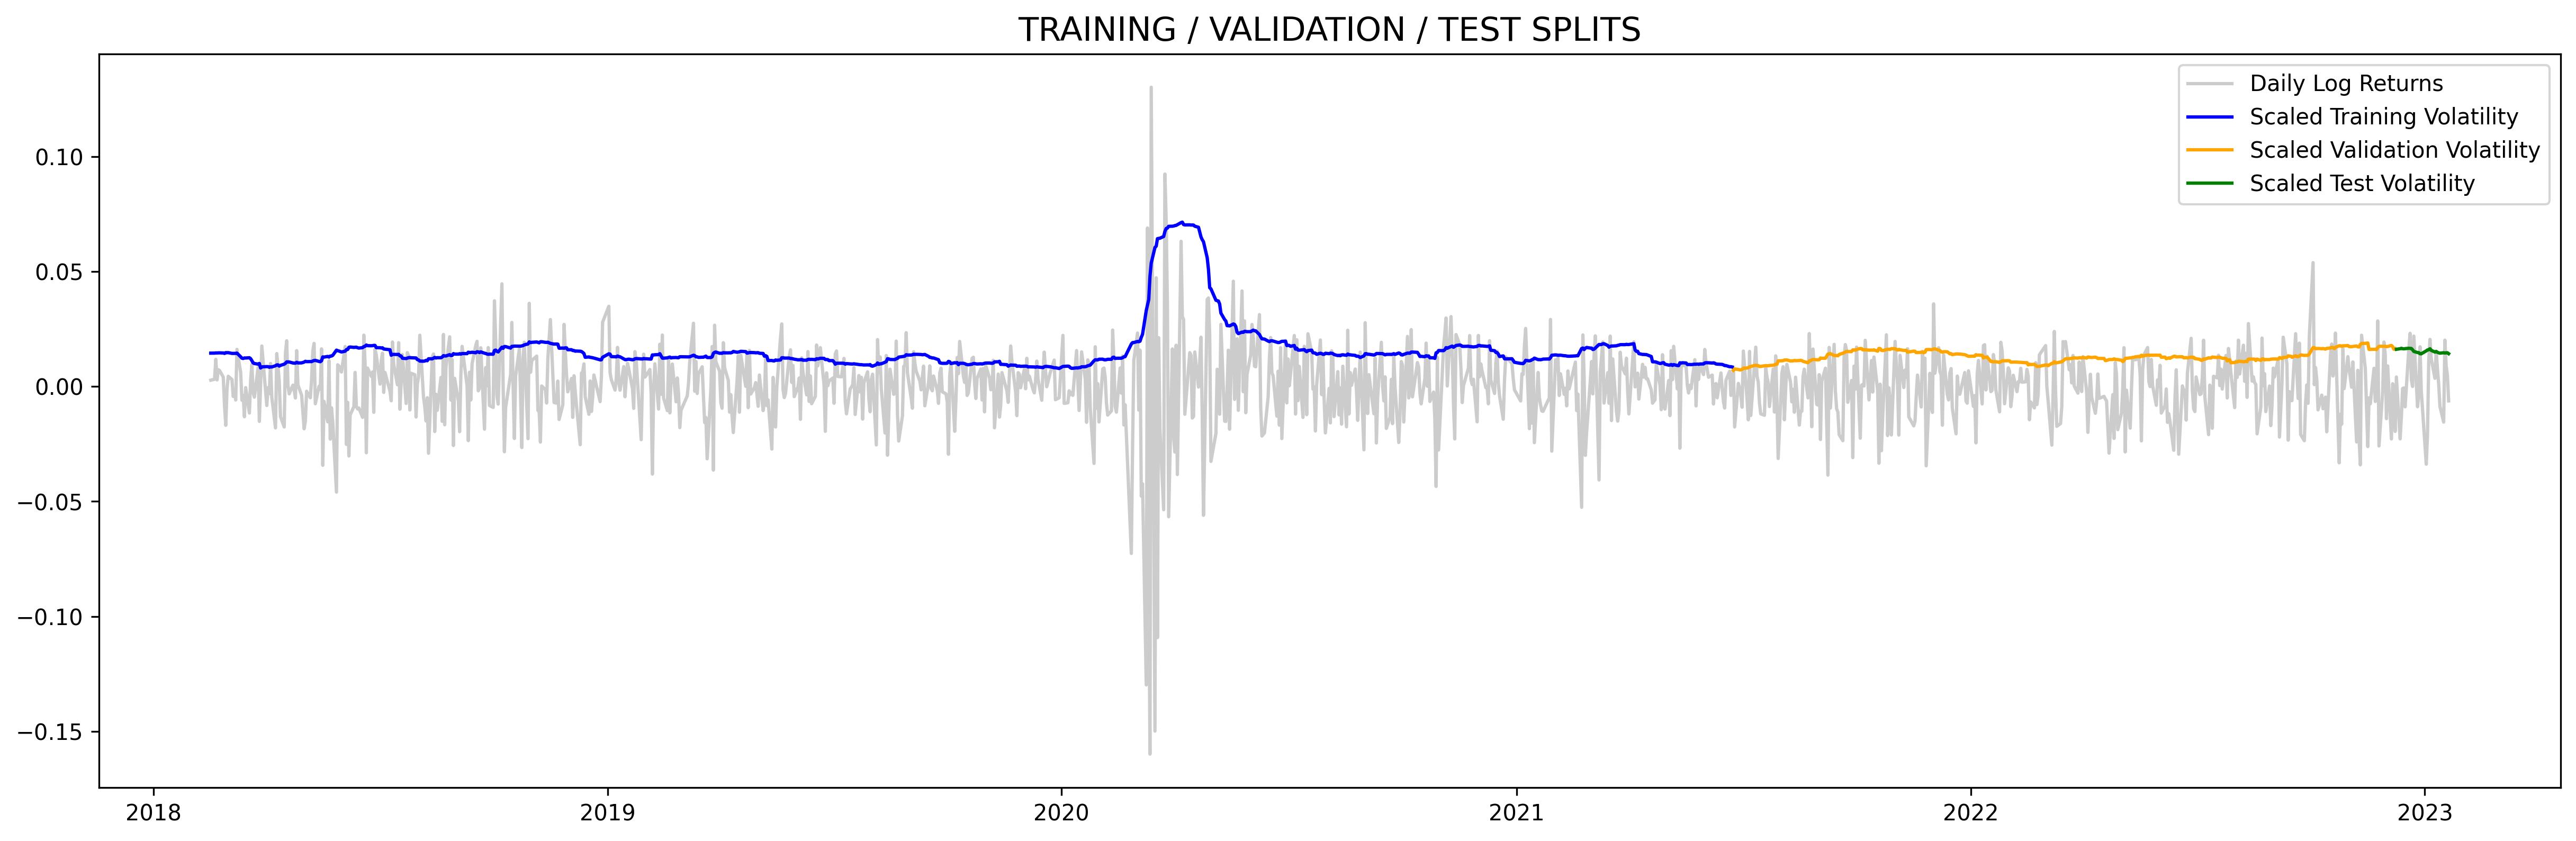 TRAINING / VALIDATION / TEST SPLITS
Daily Log Returns
Scaled Training Volatility
Scaled Validation Volatility
Scaled Test Volatility
0.10
0.05
0.00
−0.05
−0.10
−0.15
2018 2019 2020 2021 2022 2023